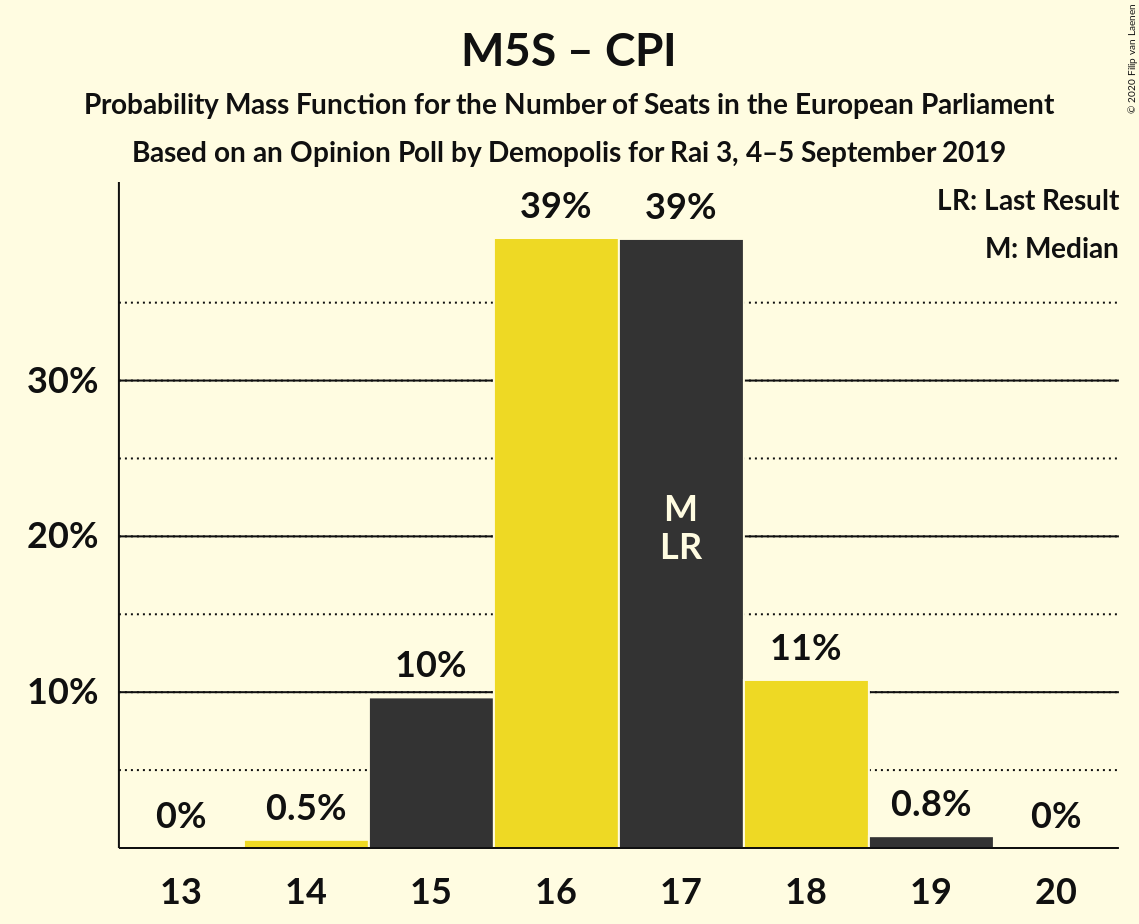 M5S – CPI
Probability Mass Function for the Number of Seats in the European Parliament
Based on an Opinion Poll by Demopolis for Rai 3, 4–5 September 2019
© 2020 Filip van Laenen
LR: Last Result
M: Median
39%
39%
30%
M
LR
20%
11%
10%
10%
0%
0.5%
0.8%
0%
13 14 15 16 17 18 19 20